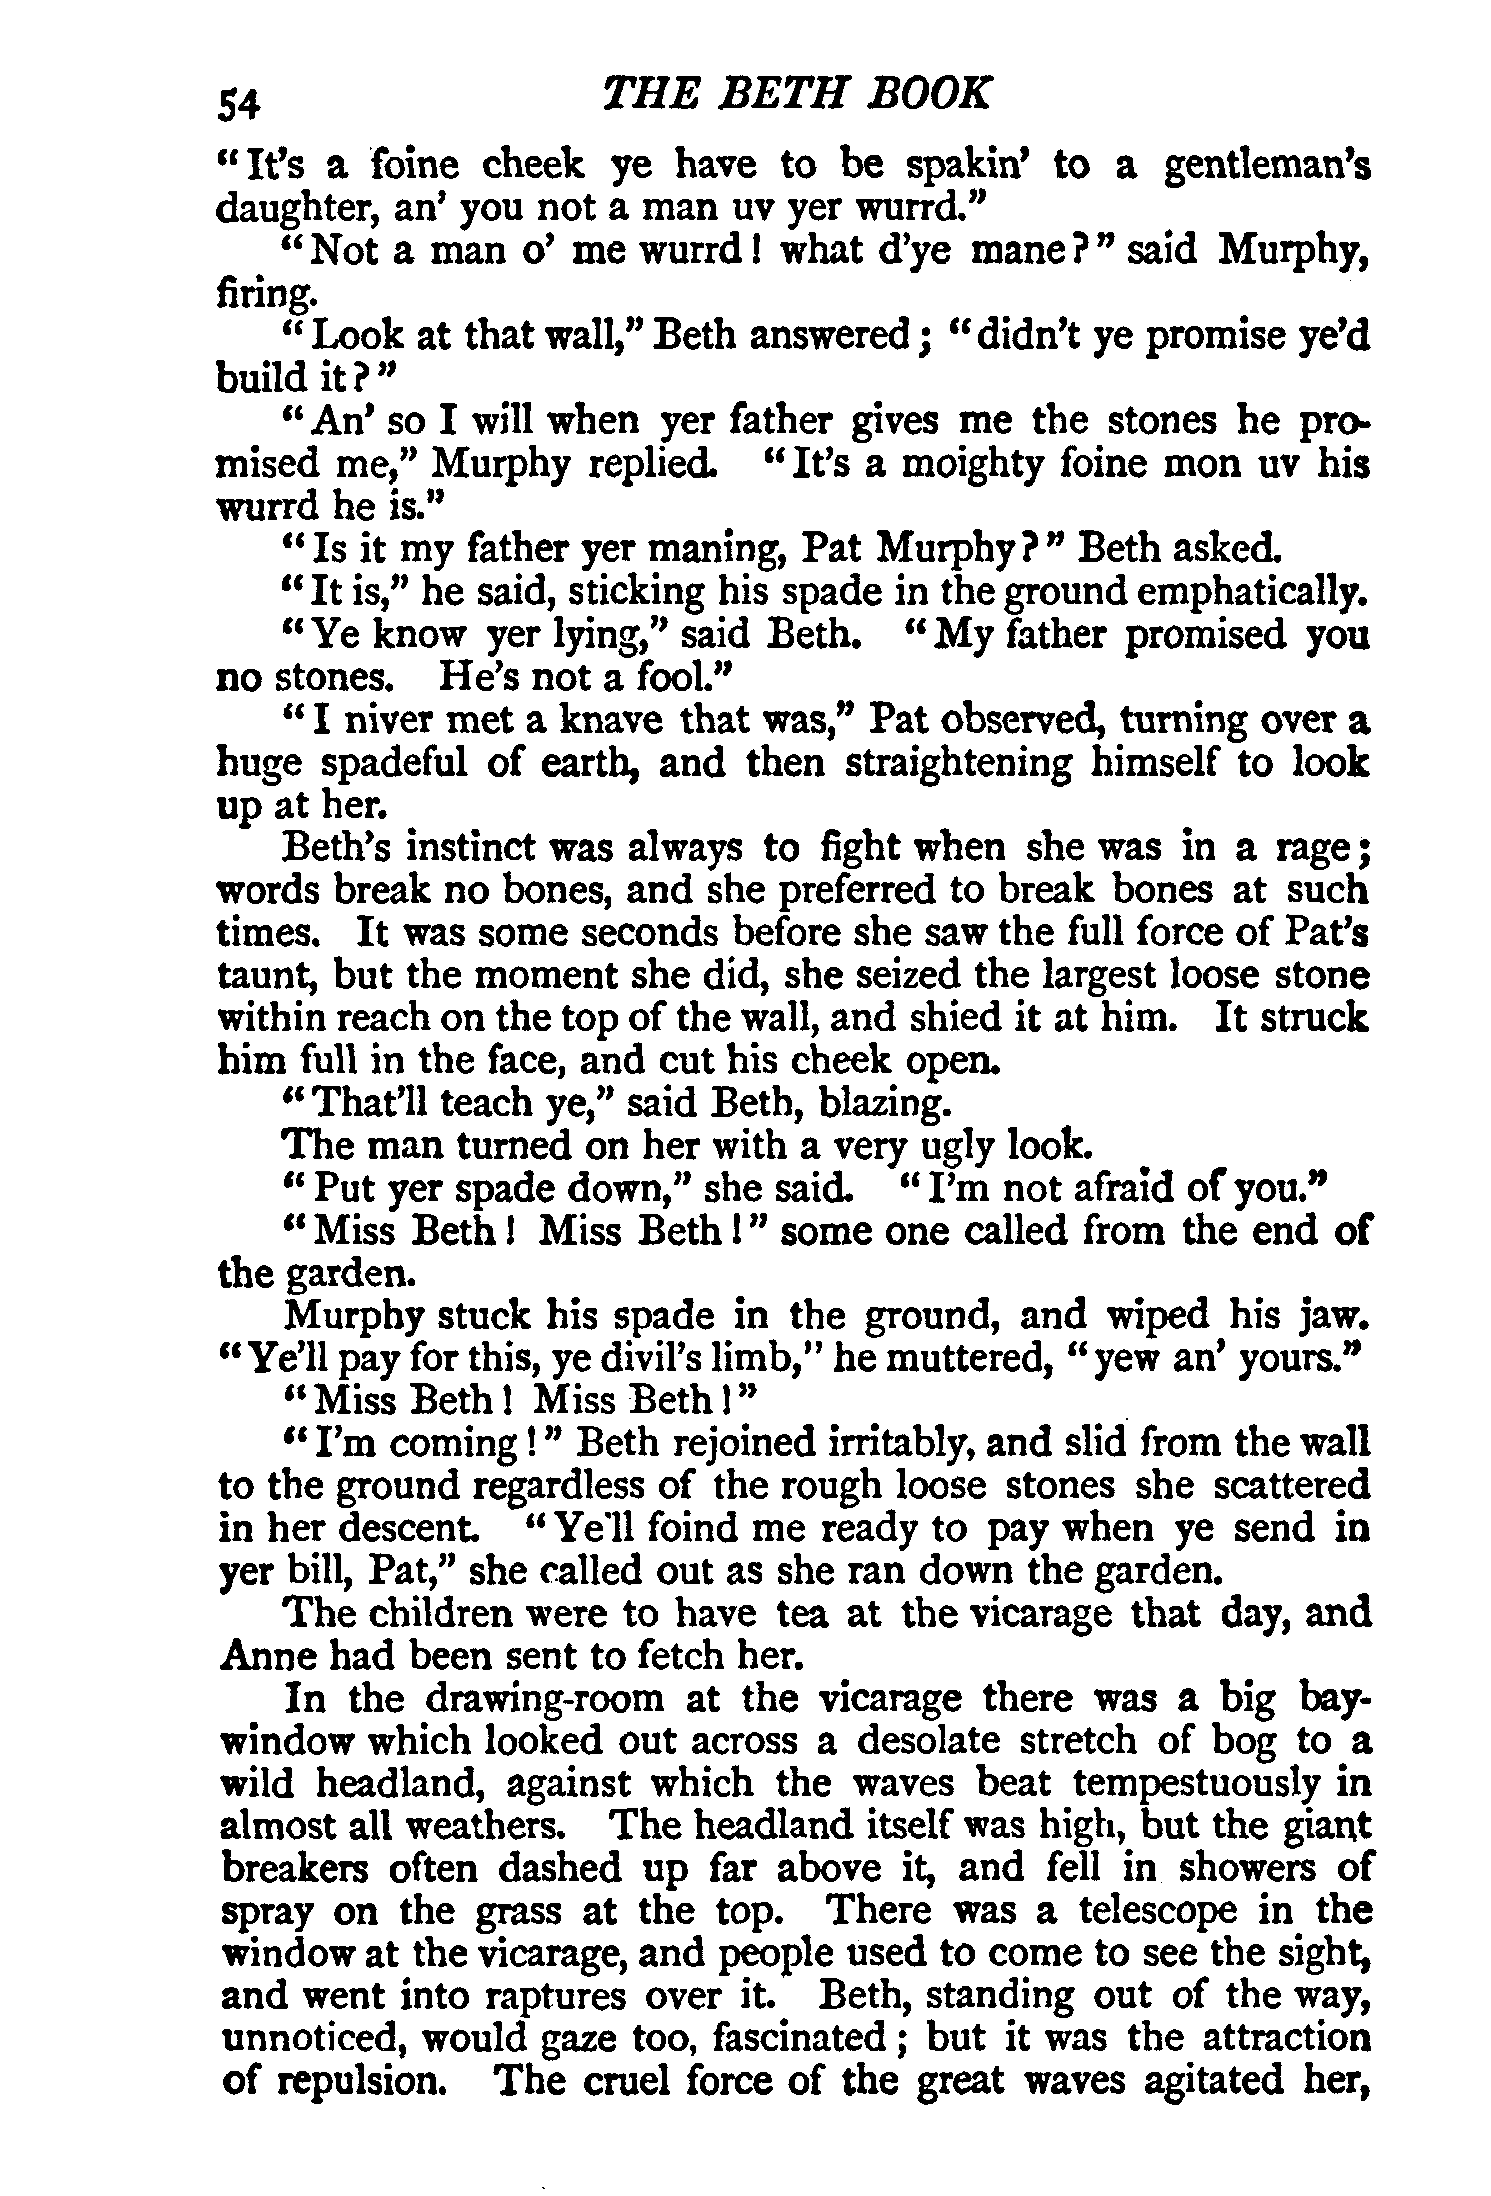 54 THE BETH BOOK
"It's a foine cheek ye have to be spakin' to a gentleman's
daughter, an' you not a man uv yer wurrd."
"Not a man o' me wurrd! what d'ye mane?" said Murphy,
firing.
"Look at that wall," Beth answered; "didn't ye promise ye'd
build it?"
"An' so I will when yer father gives me the stones he pro-
mised me," Murphy replied. "It's a moighty foine mon uv his
wurrd he is."
"Is it my father yer maning, Pat Murphy?" Beth asked.
"It is," he said, sticking his spade in the ground emphatically.
"Ye know yer lying," said Beth. "My father promised you
no stones. He's not a fool."
"I niver met a knave that was," Pat observed, turning over a
huge spadeful of earth, and then straightening himself to look
up at her.
Beth's instinct was always to fight when she was in a rage;
words break no bones, and she preferred to break bones at such
times. It was some seconds before she saw the full force of Pat's
taunt, but the moment she did, she seized the largest loose stone
within reach on the top of the wall, and shied it at him. It struck
him full in the face, and cut his cheek open.
"That'll teach ye," said Beth, blazing.
The man turned on her with a very ugly look.
"Put yer spade down," she said. "I'm not afraid of you."
"Miss Beth! Miss Beth!" some one called from the end of
the garden.
Murphy stuck his spade in the ground, and wiped his jaw.
"Ye'll pay for this, ye divil's limb," he muttered, "yew an' yours."
"Miss Beth! Miss Beth!"
"I'm coming!" Beth rejoined irritably, and slid from the wall
to the ground regardless of the rough loose stones she scattered
in her descent. "Ye'll foind me ready to pay when ye send in
yer bill, Pat," she called out as she ran down the garden.
The children were to have tea at the vicarage that day, and
Anne had been sent to fetch her.
In the drawing-room at the vicarage there was a big bay-
window which looked out across a desolate stretch of bog to a
wild headland, against which the waves beat tempestuously in
almost all weathers. The headland itself was high, but the giant
breakers often dashed up far above it, and fell in showers of
spray on the grass at the top. There was a telescope in the
window at the vicarage, and people used to come to see the sight,
and went into raptures over it. Beth, standing out of the way,
unnoticed, would gaze too, fascinated; but it was the attraction
of repulsion. The cruel force of the great waves agitated her,